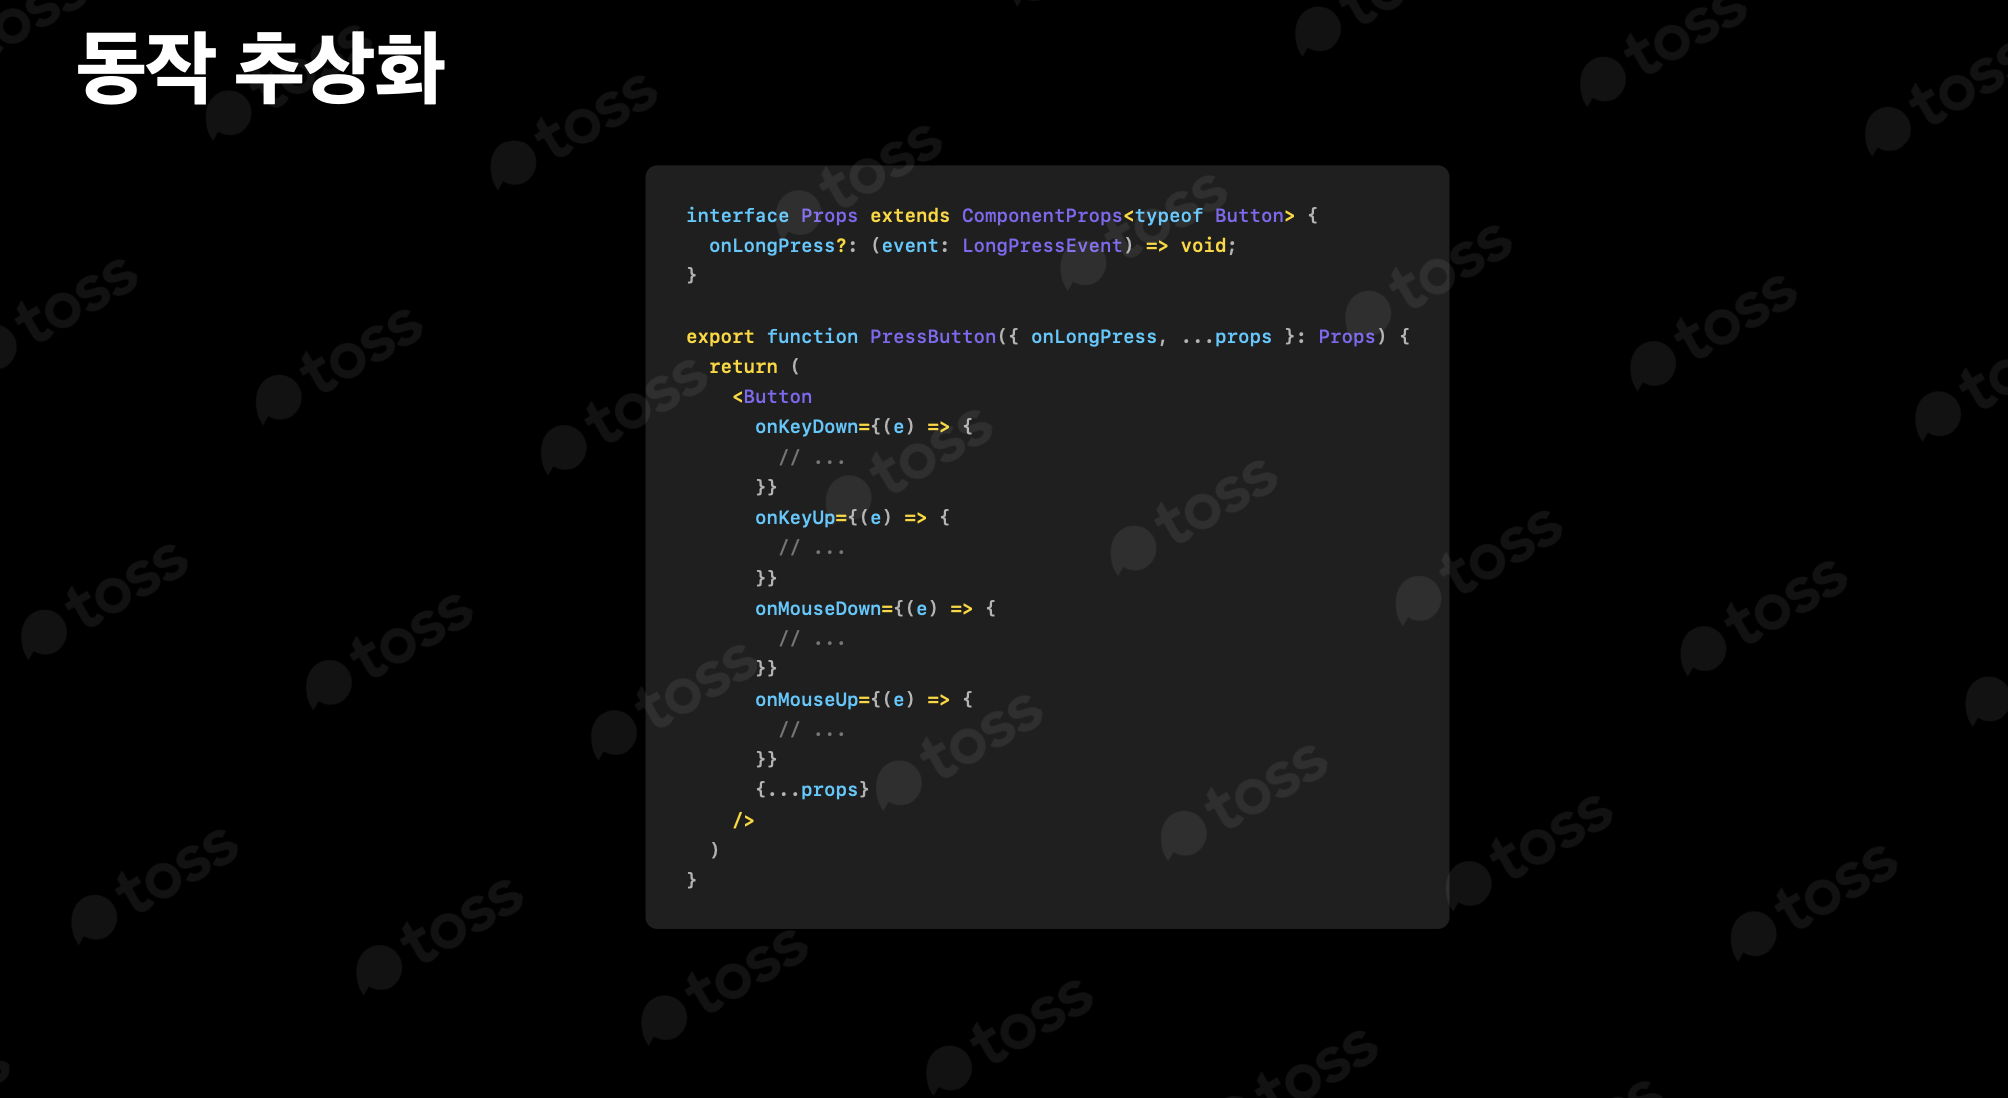 동작 추상화
interface Props extends ComponentProps<typeof Button> {
  onLongPress?: (event: LongPressEvent) => void;
}

export function PressButton({ onLongPress, ...props }: Props) {
  return (
    <Button
      onKeyDown={(e) => {
        // ...
      }}
      onKeyUp={(e) => {
        // ...
      }}
      onMouseDown={(e) => {
        // ...
      }}
      onMouseUp={(e) => {
        // ...
      }}
      {...props}
    />
  )
}
toss